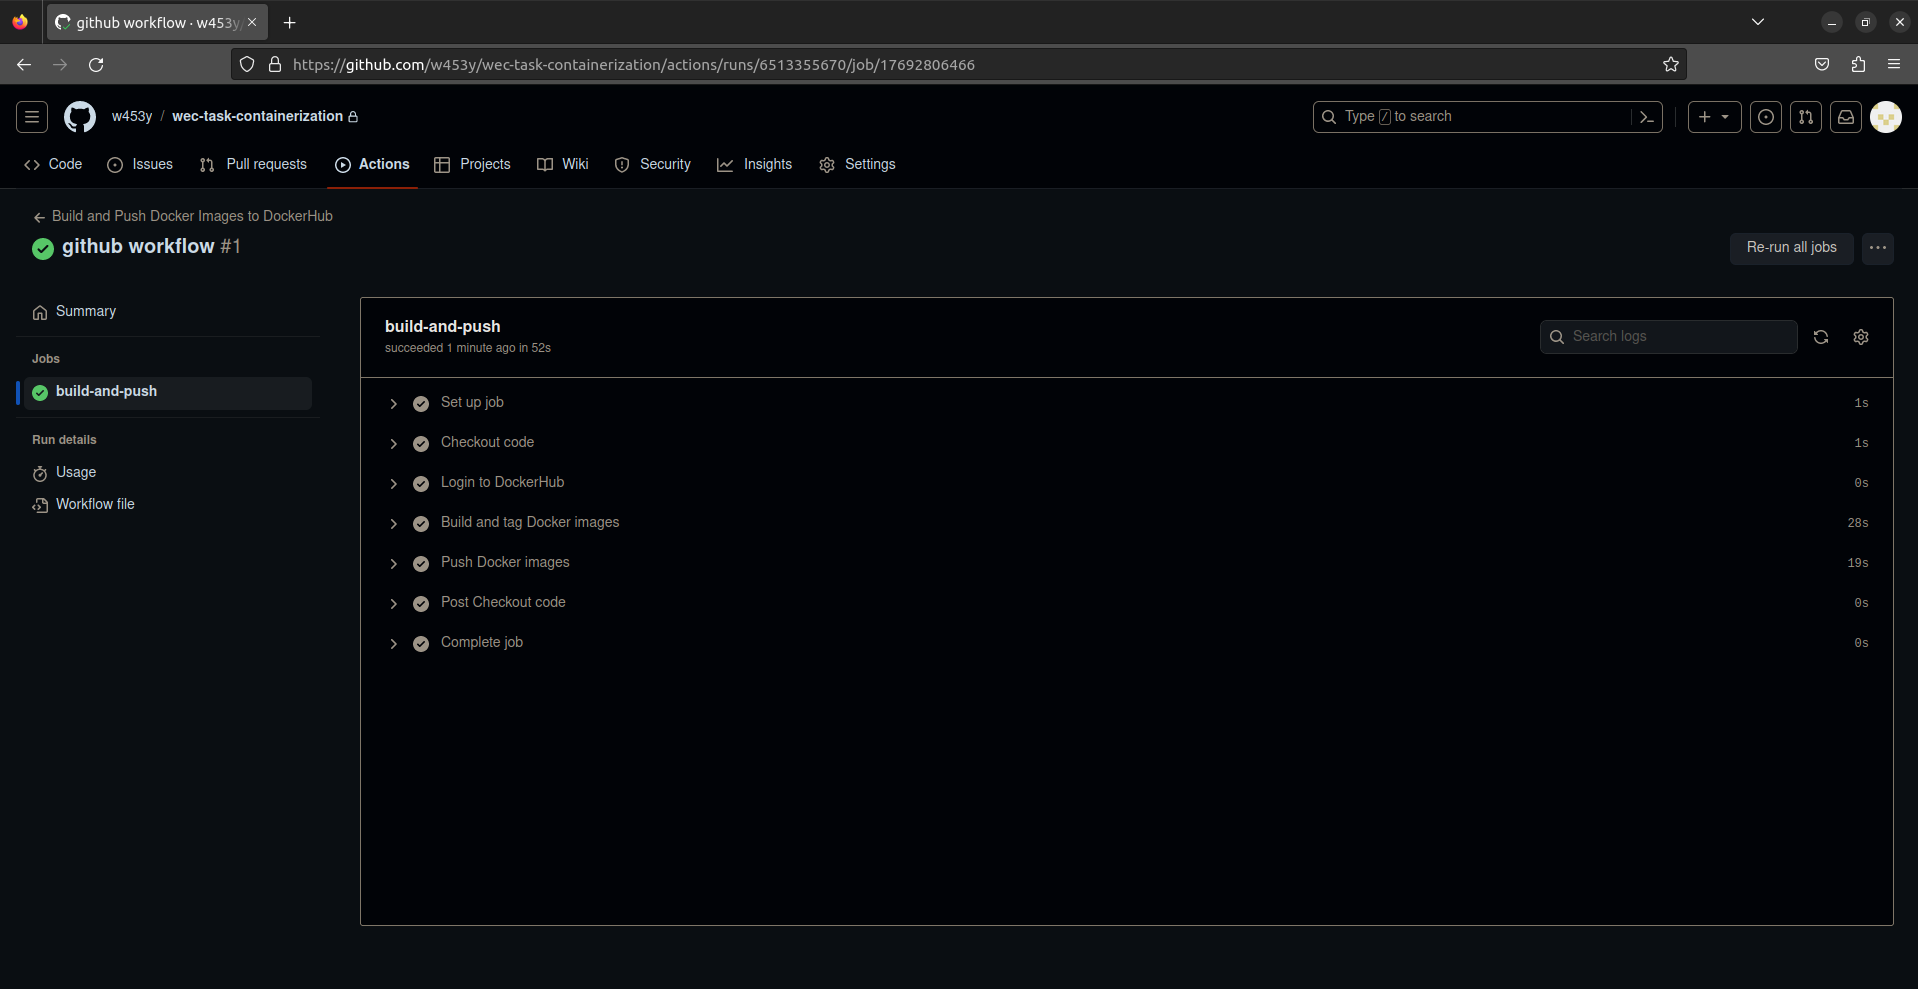 github workflow · w453y
https://github.com/w453y/wec-task-containerization/actions/runs/6513355670/job/17692806466
w453y / wec-task-containerization
Type / to search
Code Issues Pull requests Actions Projects Wiki Security Insights Settings
Build and Push Docker Images to DockerHub
github workflow #1
Re-run all jobs
Summary
Jobs
build-and-push
Run details
Usage
Workflow file
build-and-push
succeeded 1 minute ago in 52s
Search logs
Set up job 1s
Checkout code 1s
Login to DockerHub 0s
Build and tag Docker images 28s
Push Docker images 19s
Post Checkout code 0s
Complete job 0s